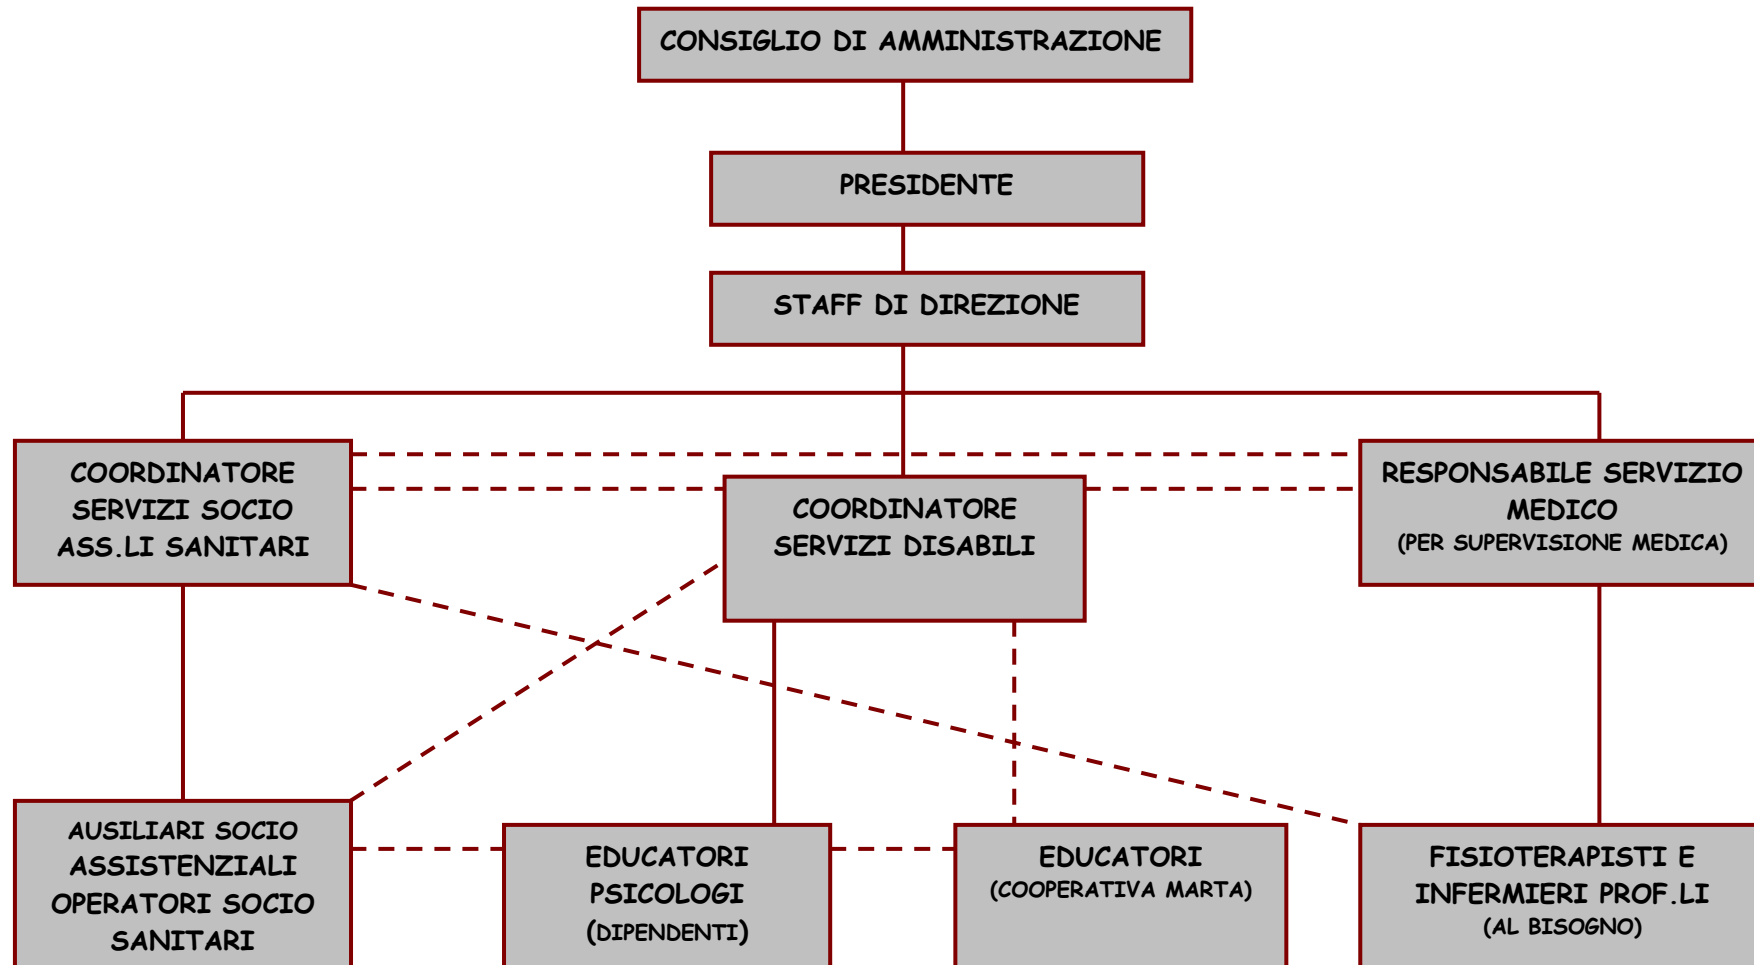 CONSIGLIO DI AMMINISTRAZIONE
PRESIDENTE
STAFF DI DIREZIONE
COORDINATORE
SERVIZI SOCIO
ASS.LI SANITARI
COORDINATORE
SERVIZI DISABILI
RESPONSABILE SERVIZIO
MEDICO
(PER SUPERVISIONE MEDICA)
AUSILIARI SOCIO
ASSISTENZIALI
OPERATORI SOCIO
SANITARI
EDUCATORI
PSICOLOGI
(DIPENDENTI)
EDUCATORI
(COOPERATIVA MARTA)
FISIOTERAPISTI E
INFERMIERI PROF.LI
(AL BISOGNO)